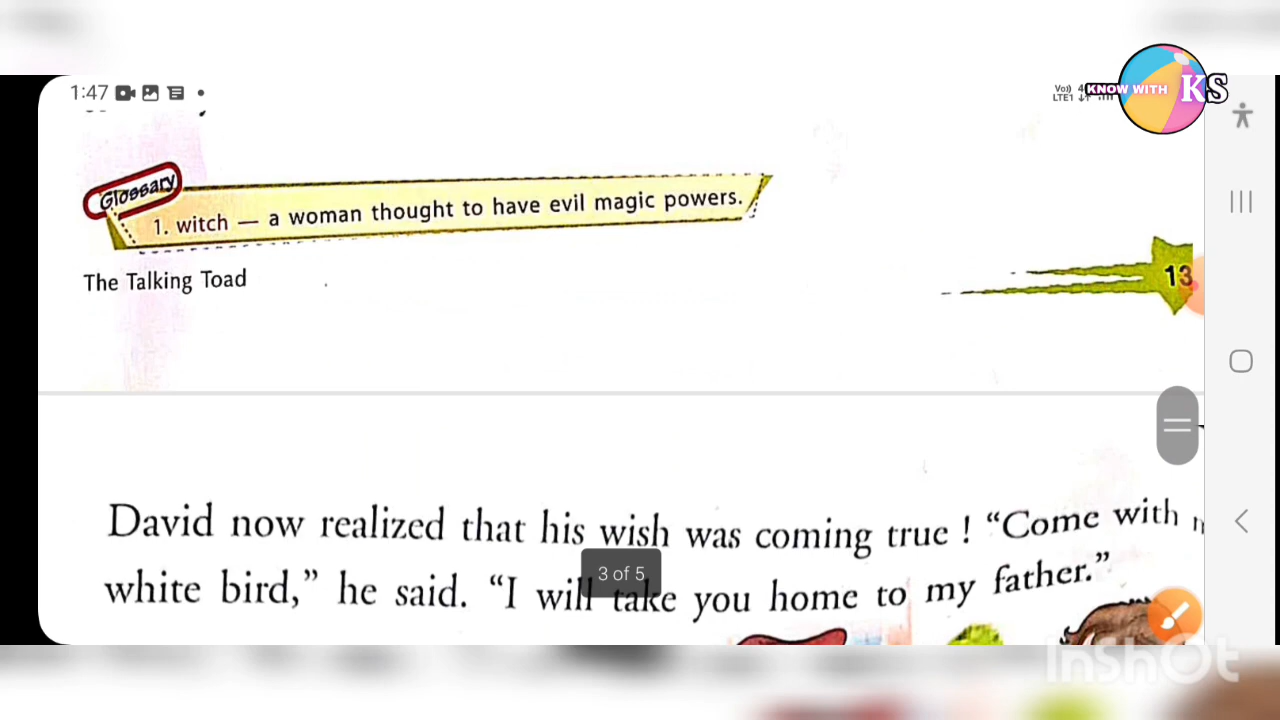 KNOW WITH KS
1:47
Vo))
LTE1
Glossary
1. witch — a woman thought to have evil magic powers.
The Talking Toad
13
David now realized that his wish was coming true ! “Come with
white bird,” he said. “I will take you home to my father.”
3 of 5
InShOt